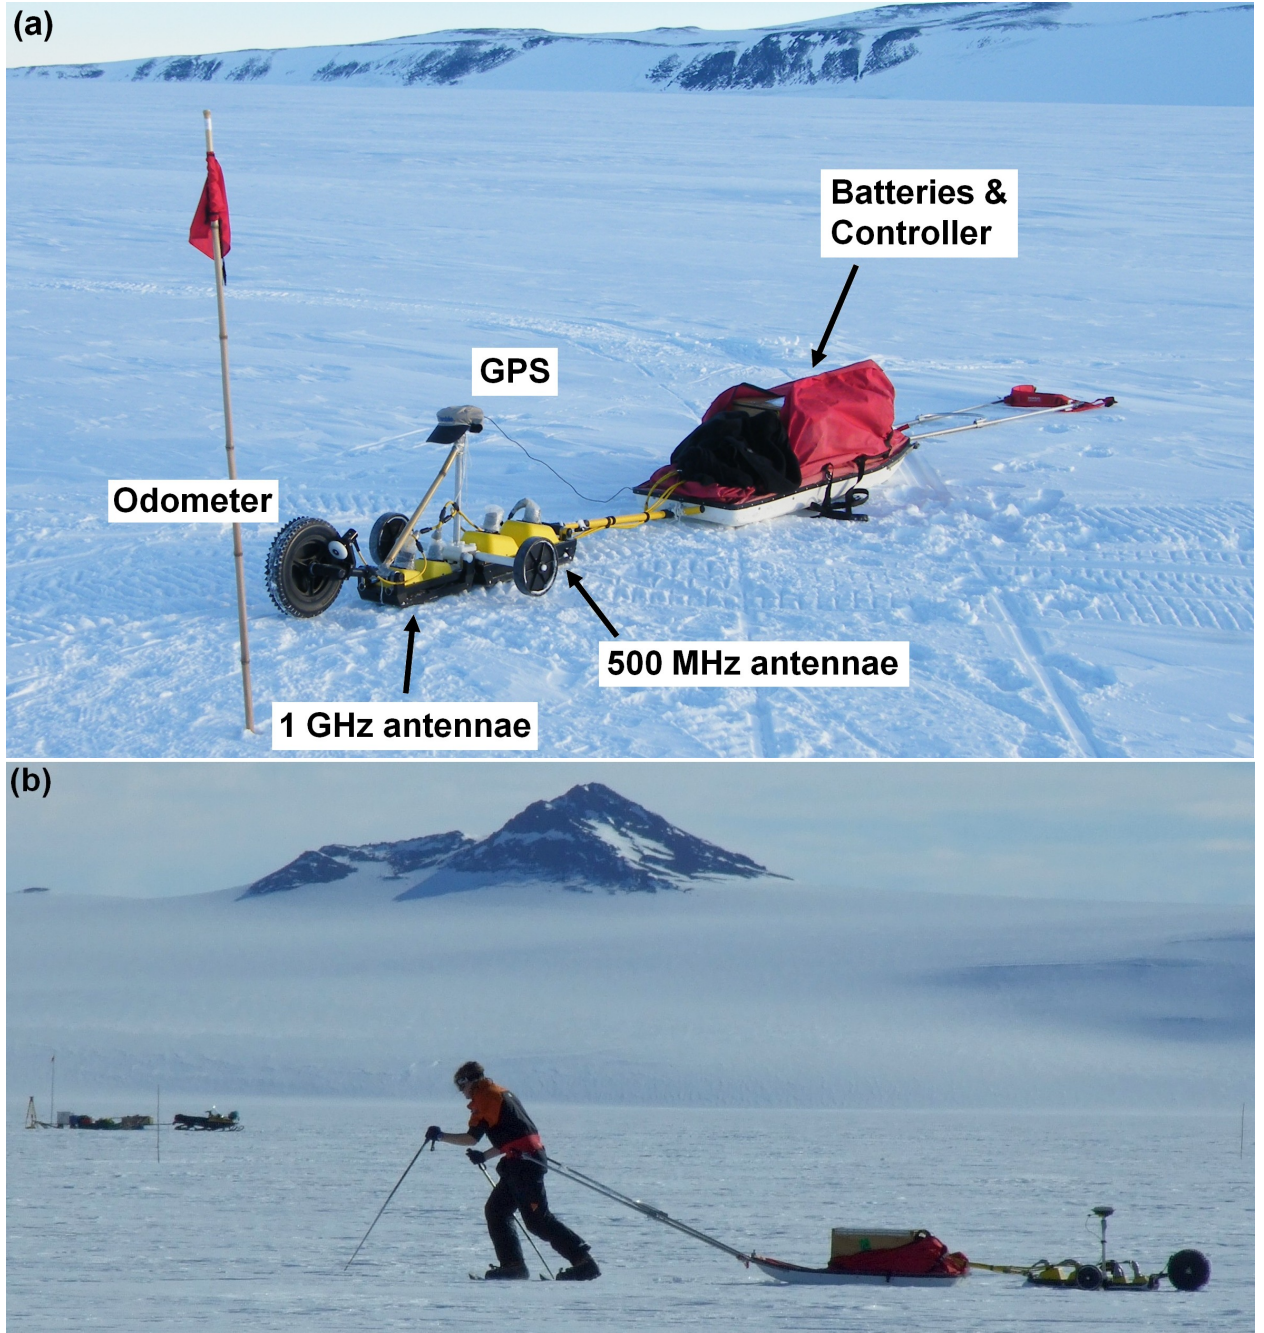 (a)
Batteries &
Controller
GPS
Odometer
500 MHz antennae
1 GHz antennae
(b)